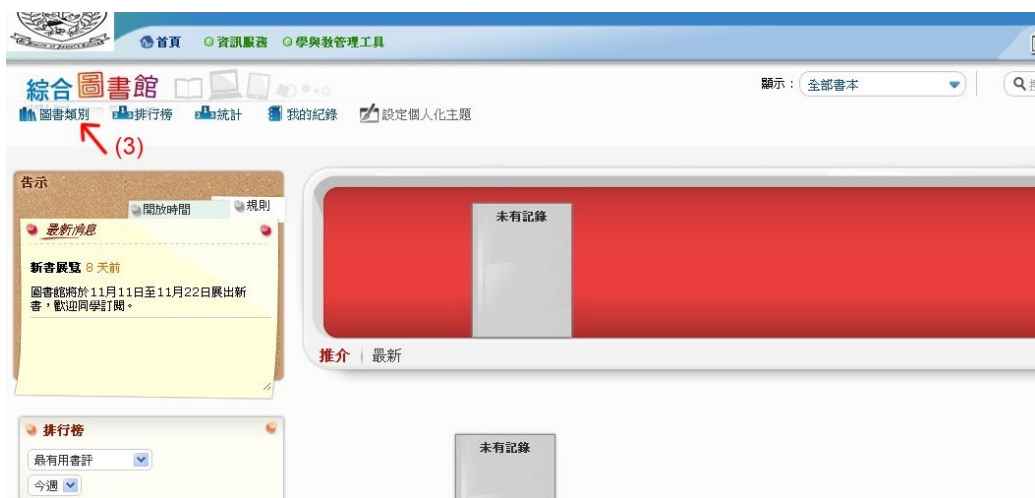 首頁 資訊服務 學與教管理工具
綜合圖書館
顯示： 全部書本
圖書類別 排行榜 統計 我的紀錄 設定個人化主題
(3)
告示
開放時間 規則
最新消息
新書展覧 8 天前
圖書館將於11月11日至11月22日展出新
書，歡迎同學訂閱。
未有記錄
推介 | 最新
排行榜
最有用書評
今週
未有記錄